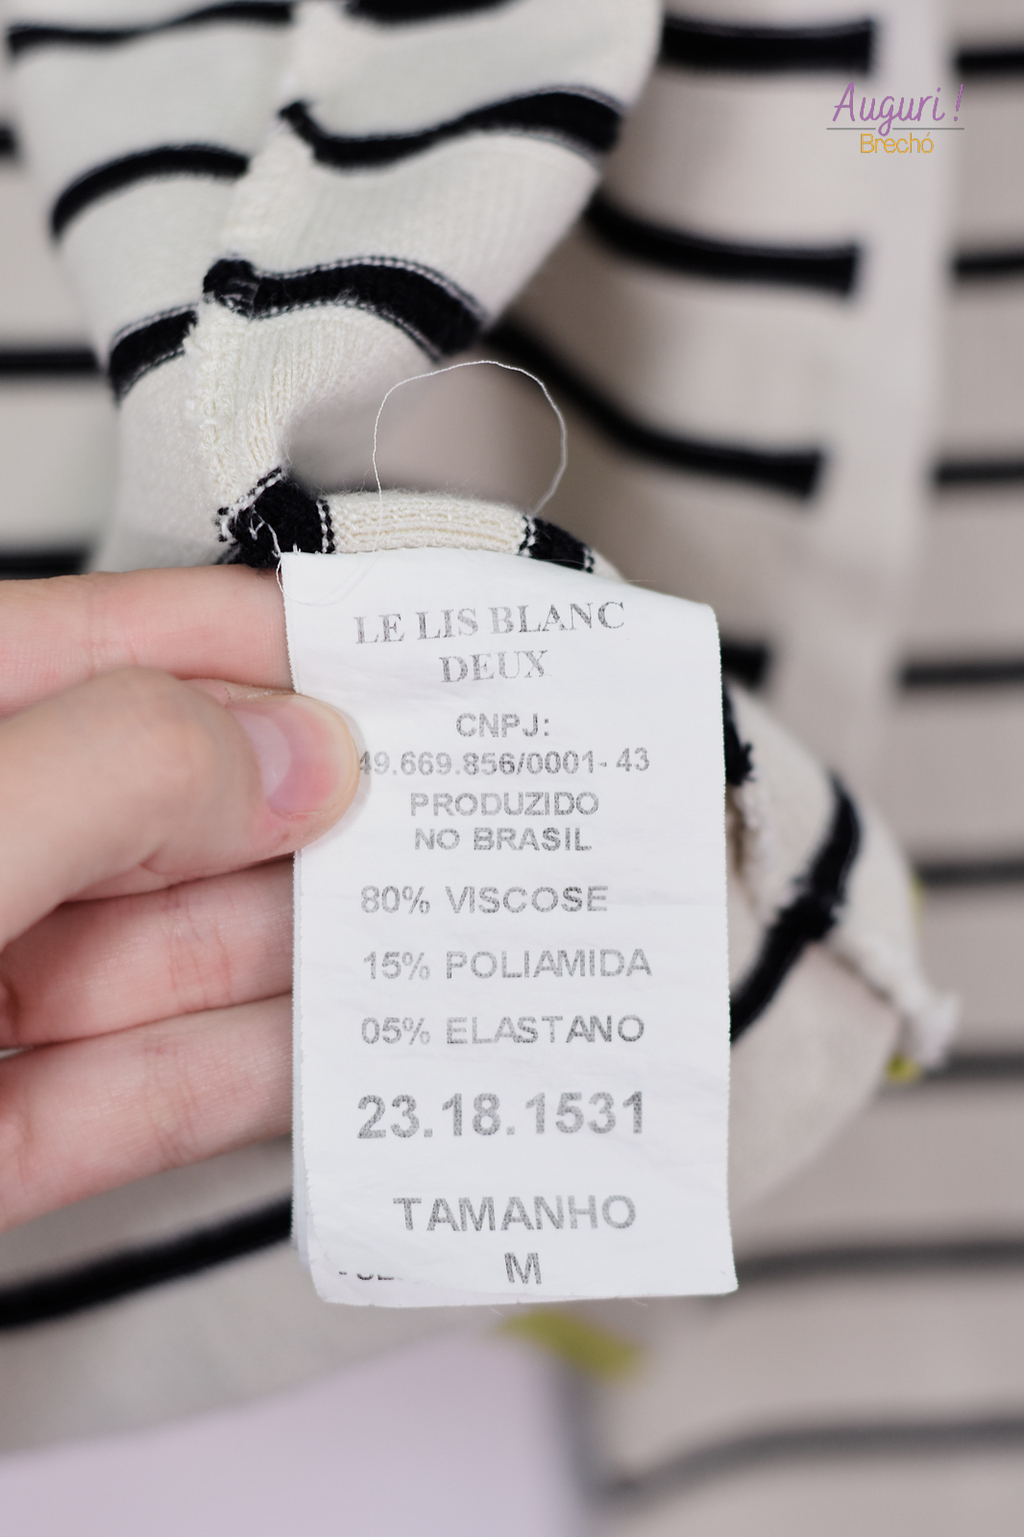 Auguri!
Brechó
LE LIS BLANC
DEUX
CNPJ:
49.669.856/0001-43
PRODUZIDO
NO BRASIL
80% VISCOSE
15% POLIAMIDA
05% ELASTANO
23.18.1531
TAMANHO
M